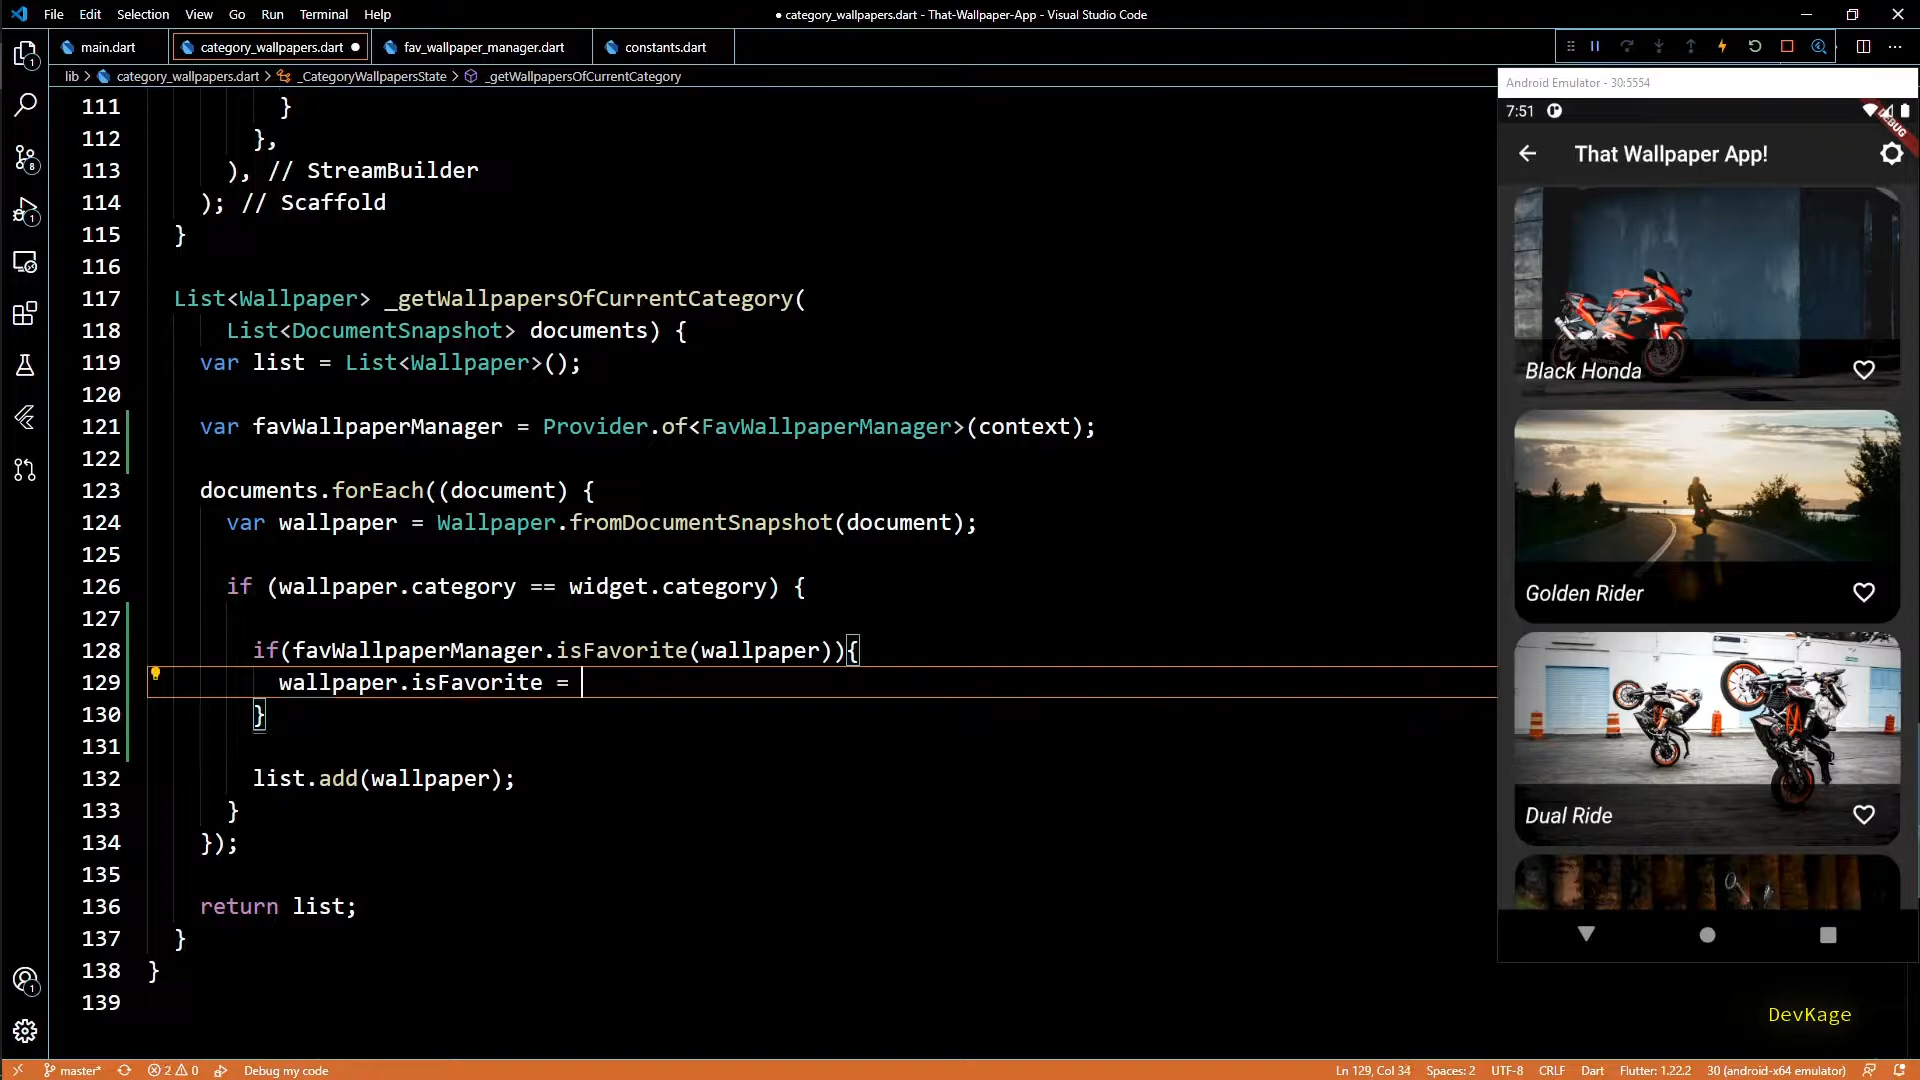 File Edit Selection View Go Run Terminal Help
● category_wallpapers.dart - That-Wallpaper-App - Visual Studio Code
main.dart category_wallpapers.dart ● fav_wallpaper_manager.dart constants.dart
lib > category_wallpapers.dart > _CategoryWallpapersState > _getWallpapersOfCurrentCategory
111 }
112 },
113 ), // StreamBuilder
114 ); // Scaffold
115 }
116
117 List<Wallpaper> _getWallpapersOfCurrentCategory(
118 List<DocumentSnapshot> documents) {
119 var list = List<Wallpaper>();
120
121 var favWallpaperManager = Provider.of<FavWallpaperManager>(context);
122
123 documents.forEach((document) {
124 var wallpaper = Wallpaper.fromDocumentSnapshot(document);
125
126 if (wallpaper.category == widget.category) {
127
128 if(favWallpaperManager.isFavorite(wallpaper)){
129 wallpaper.isFavorite =
130 }
131
132 list.add(wallpaper);
133 }
134 });
135
136 return list;
137 }
138 }
139
1
8
1
1
Android Emulator - 30:5554
7:51
DEBUG
That Wallpaper App!
Black Honda
Golden Rider
Dual Ride
DevKage
master* 2 0 Debug my code
Ln 129, Col 34 Spaces: 2 UTF-8 CRLF Dart Flutter: 1.22.2 30 (android-x64 emulator)